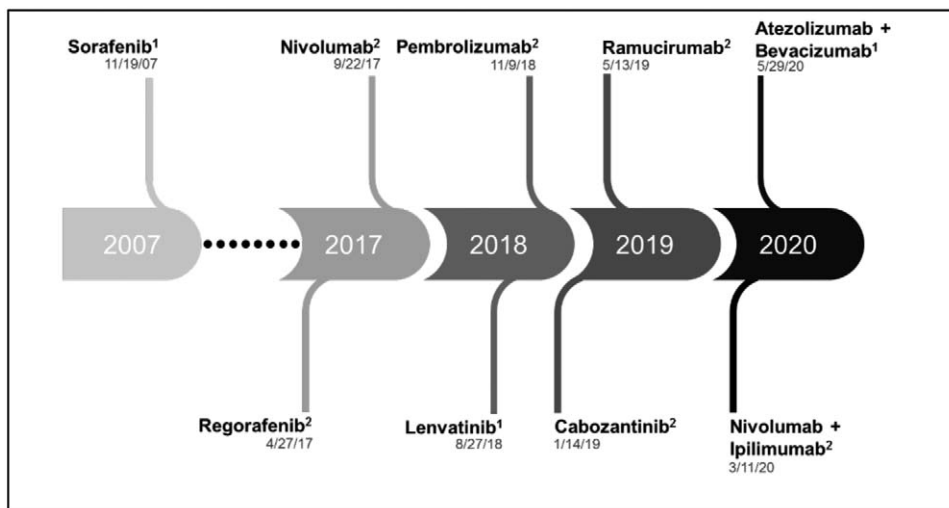 Sorafenib¹
11/19/07
Nivolumab²
9/22/17
Pembrolizumab²
11/9/18
Ramucirumab²
5/13/19
Atezolizumab +
Bevacizumab¹
5/29/20
2007
2017
2018
2019
2020
Regorafenib²
4/27/17
Lenvatinib¹
8/27/18
Cabozantinib²
1/14/19
Nivolumab +
Ipilimumab²
3/11/20